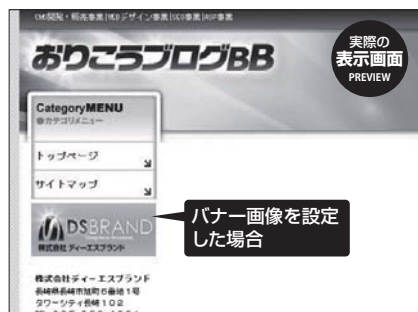 CMS開発・販売事業|WEBデザイン事業|SEO事業|ASP事業
おりこうブログBB
実際の
表示画面
PREVIEW
CategoryMENU
カテゴリメニュー
トップページ
サイトマップ
DSBRAND
株式会社 ディーエスブランド
バナー画像を設定
した場合
株式会社ディーエスブランド
長崎県長崎市旭町6番地1号
タワーシティ長崎102